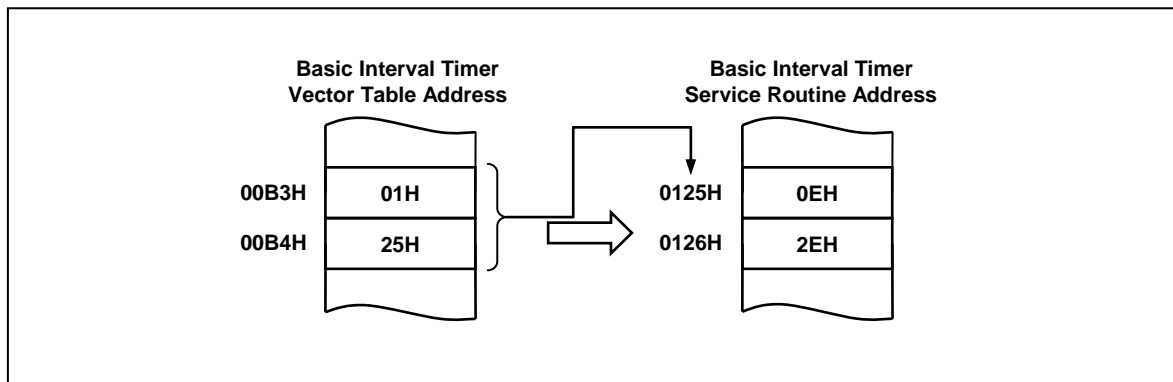 Basic Interval Timer
Vector Table Address
Basic Interval Timer
Service Routine Address
00B3H
01H
0125H
0EH
00B4H
25H
0126H
2EH